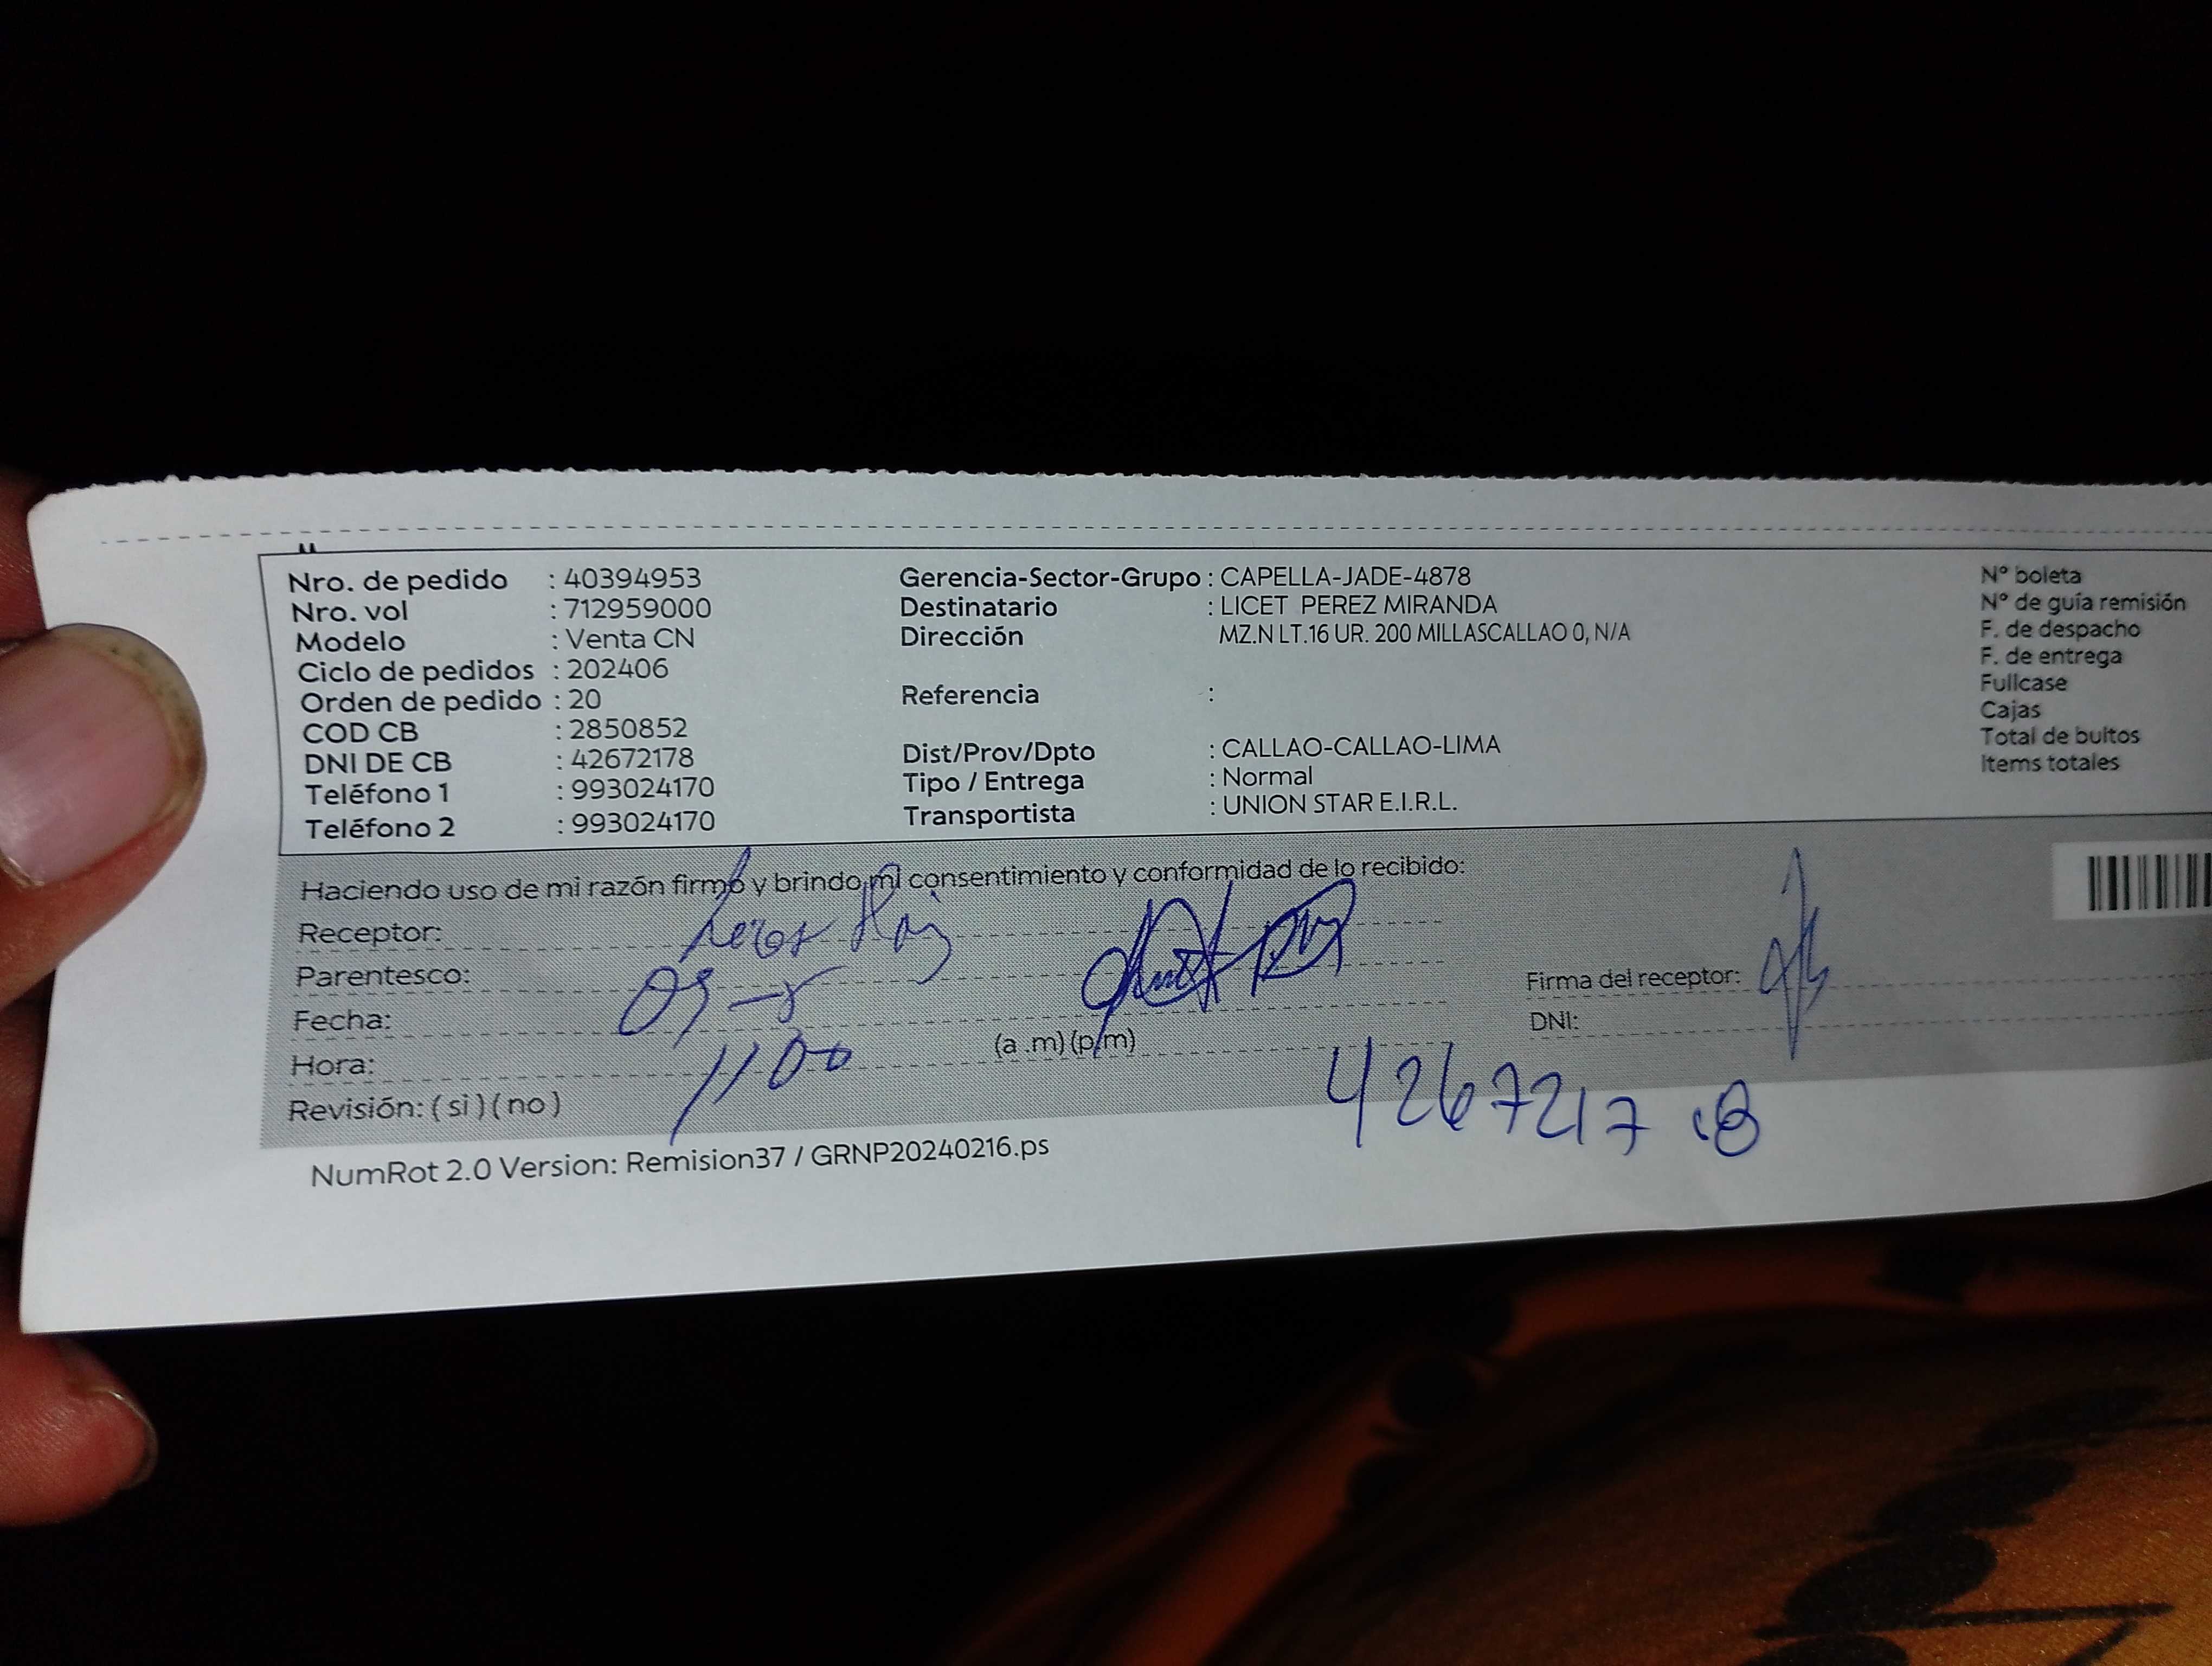 Nro. de pedido : 40394953
Nro. vol : 712959000
Modelo : Venta CN
Ciclo de pedidos : 202406
Orden de pedido : 20
COD CB : 2850852
DNI DE CB : 42672178
Teléfono 1 : 993024170
Teléfono 2 : 993024170
Gerencia-Sector-Grupo : CAPELLA-JADE-4878
Destinatario : LICET PEREZ MIRANDA
Dirección MZ.N LT.16 UR. 200 MILLASCALLAO 0, N/A
Referencia :
Dist/Prov/Dpto : CALLAO-CALLAO-LIMA
Tipo / Entrega : Normal
Transportista : UNION STAR E.I.R.L.
N° boleta
N° de guía remisión
F. de despacho
F. de entrega
Fullcase
Cajas
Total de bultos
Items totales
Haciendo uso de mi razón firmo y brindo mi consentimiento y conformidad de lo recibido:
Receptor:
Parentesco:
Fecha:
Hora: 1100 (a .m) (p/m)
Revisión: ( si ) ( no )
Firma del receptor:
DNI:
42672178
NumRot 2.0 Version: Remision37 / GRNP20240216.ps